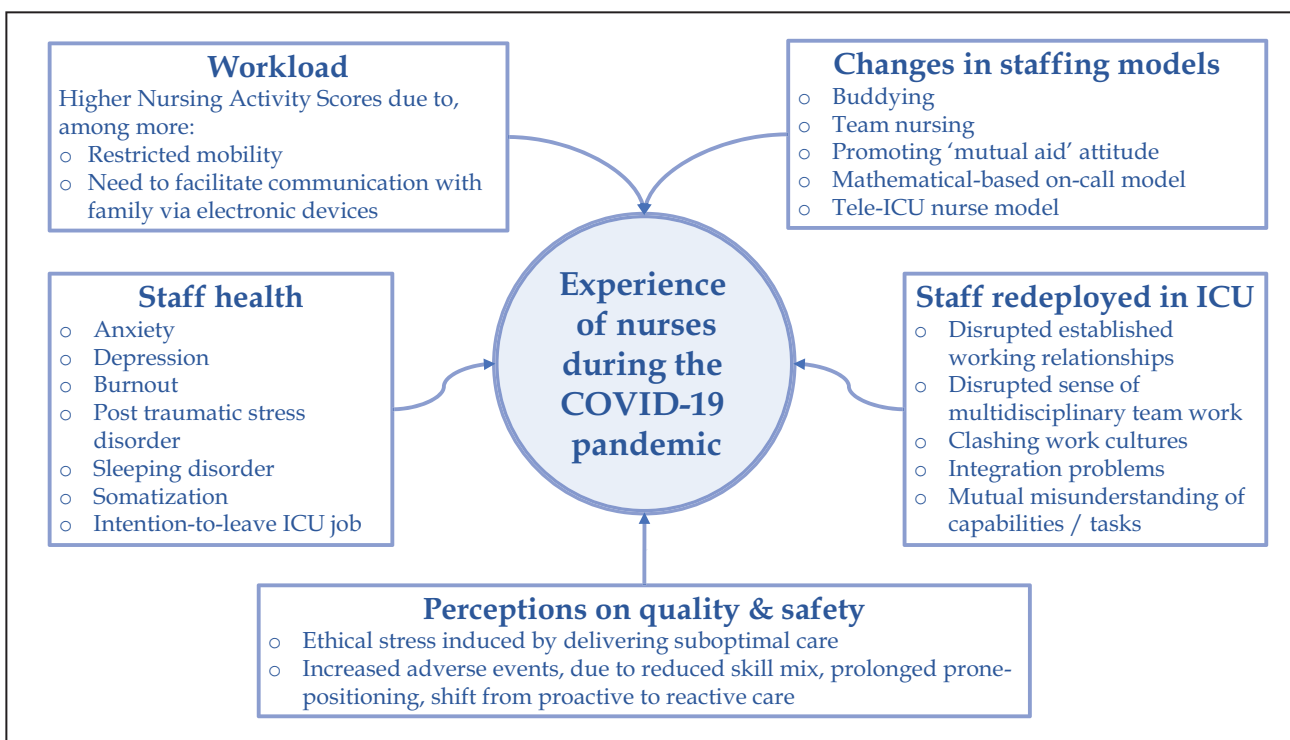 Workload
Higher Nursing Activity Scores due to,
among more:
o Restricted mobility
o Need to facilitate communication with
family via electronic devices
Changes in staffing models
o Buddying
o Team nursing
o Promoting ‘mutual aid’ attitude
o Mathematical-based on-call model
o Tele-ICU nurse model
Staff health
o Anxiety
o Depression
o Burnout
o Post traumatic stress
disorder
o Sleeping disorder
o Somatization
o Intention-to-leave ICU job
Experience
of nurses
during the
COVID-19
pandemic
Staff redeployed in ICU
o Disrupted established
working relationships
o Disrupted sense of
multidisciplinary team work
o Clashing work cultures
o Integration problems
o Mutual misunderstanding of
capabilities / tasks
Perceptions on quality & safety
o Ethical stress induced by delivering suboptimal care
o Increased adverse events, due to reduced skill mix, prolonged prone-
positioning, shift from proactive to reactive care